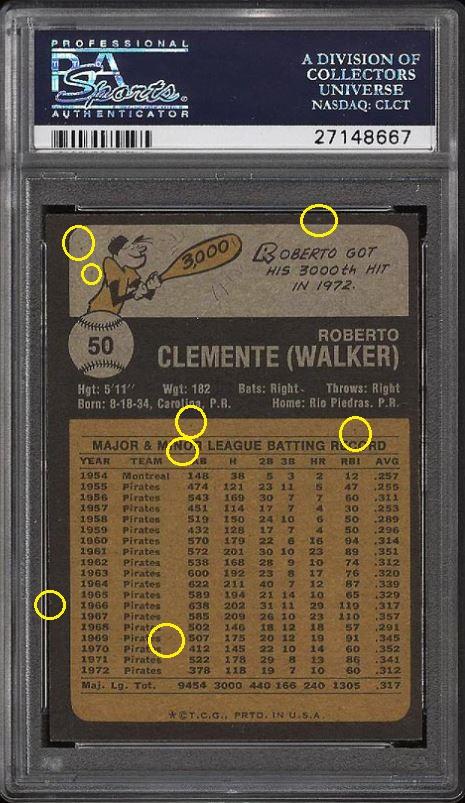 PROFESSIONAL
PSA
Sports
AUTHENTICATOR
A DIVISION OF
COLLECTORS
UNIVERSE
NASDAQ: CLCT
27148667
3,000
ROBERTO GOT
HIS 3000th HIT
IN 1972.
50
ROBERTO
CLEMENTE (WALKER)
Hgt: 5'11" Wgt: 182 Bats: Right Throws: Right
Born: 8-18-34, Carolina, P.R. Home: Rio Piedras. P.R.
MAJOR & MINOR LEAGUE BATTING RECORD
YEAR TEAM AB H 2B 3B HR RBI AVG
1954 Montreal 148 38 5 3 2 12 .257
1955 Pirates 474 121 23 11 5 47 .255
1956 Pirates 543 169 30 7 7 60 .311
1957 Pirates 451 114 17 7 4 30 .253
1958 Pirates 519 150 24 10 6 50 .289
1959 Pirates 432 128 17 7 4 50 .296
1960 Pirates 570 179 22 6 16 94 .314
1961 Pirates 572 201 30 10 23 89 .351
1962 Pirates 538 168 28 9 10 74 .312
1963 Pirates 600 192 23 8 17 76 .320
1964 Pirates 622 211 40 7 12 87 .339
1965 Pirates 589 194 21 14 10 65 .329
1966 Pirates 638 202 31 11 29 119 .317
1967 Pirates 585 209 26 10 23 110 .357
1968 Pirates 502 146 18 12 18 57 .291
1969 Pirates 507 175 20 12 19 91 .345
1970 Pirates 412 145 22 10 14 60 .352
1971 Pirates 522 178 29 8 13 86 .341
1972 Pirates 378 118 19 7 10 60 .312
Maj. Lg. Tot. 9454 3000 440 166 240 1305 .317
*©T.C.G., PRTD. IN U.S.A.